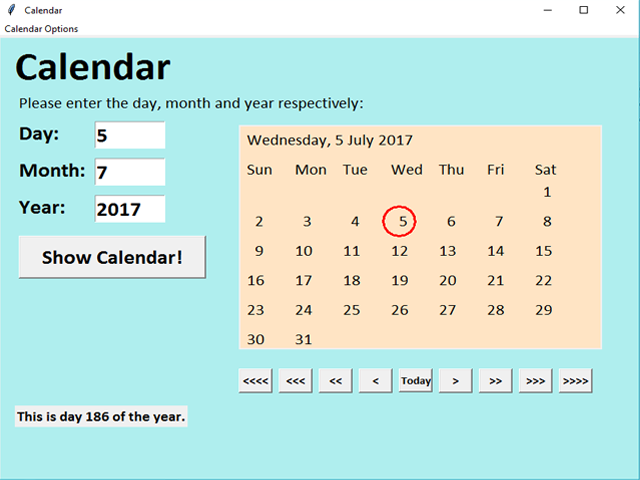 Calendar
Calendar Options
Calendar
Please enter the day, month and year respectively:
Day: 5
Month: 7
Year: 2017
Show Calendar!
Wednesday, 5 July 2017
Sun Mon Tue Wed Thu Fri Sat
1
2 3 4 5 6 7 8
9 10 11 12 13 14 15
16 17 18 19 20 21 22
23 24 25 26 27 28 29
30 31
<<<< <<< << < Today > >> >>> >>>>
This is day 186 of the year.